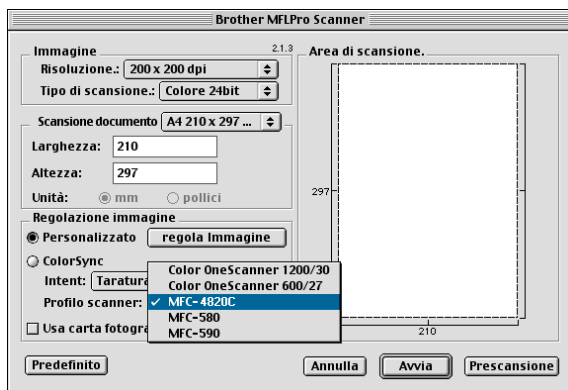 Brother MFLPro Scanner
Immagine
2.1.3
Risoluzione.: 200 x 200 dpi
Tipo di scansione.: Colore 24bit
Scansione documento A4 210 x 297 ...
Larghezza: 210
Altezza: 297
Unità: mm pollici
Regolazione immagine
Personalizzato regola Immagine
ColorSync
Intent: Taratura
Profilo scanner:
Color OneScanner 1200/30
Color OneScanner 600/27
✓ MFC-4820C
MFC-580
MFC-590
Usa carta fotogra
Predefinito
Area di scansione.
297
210
Annulla
Avvia
Prescansione